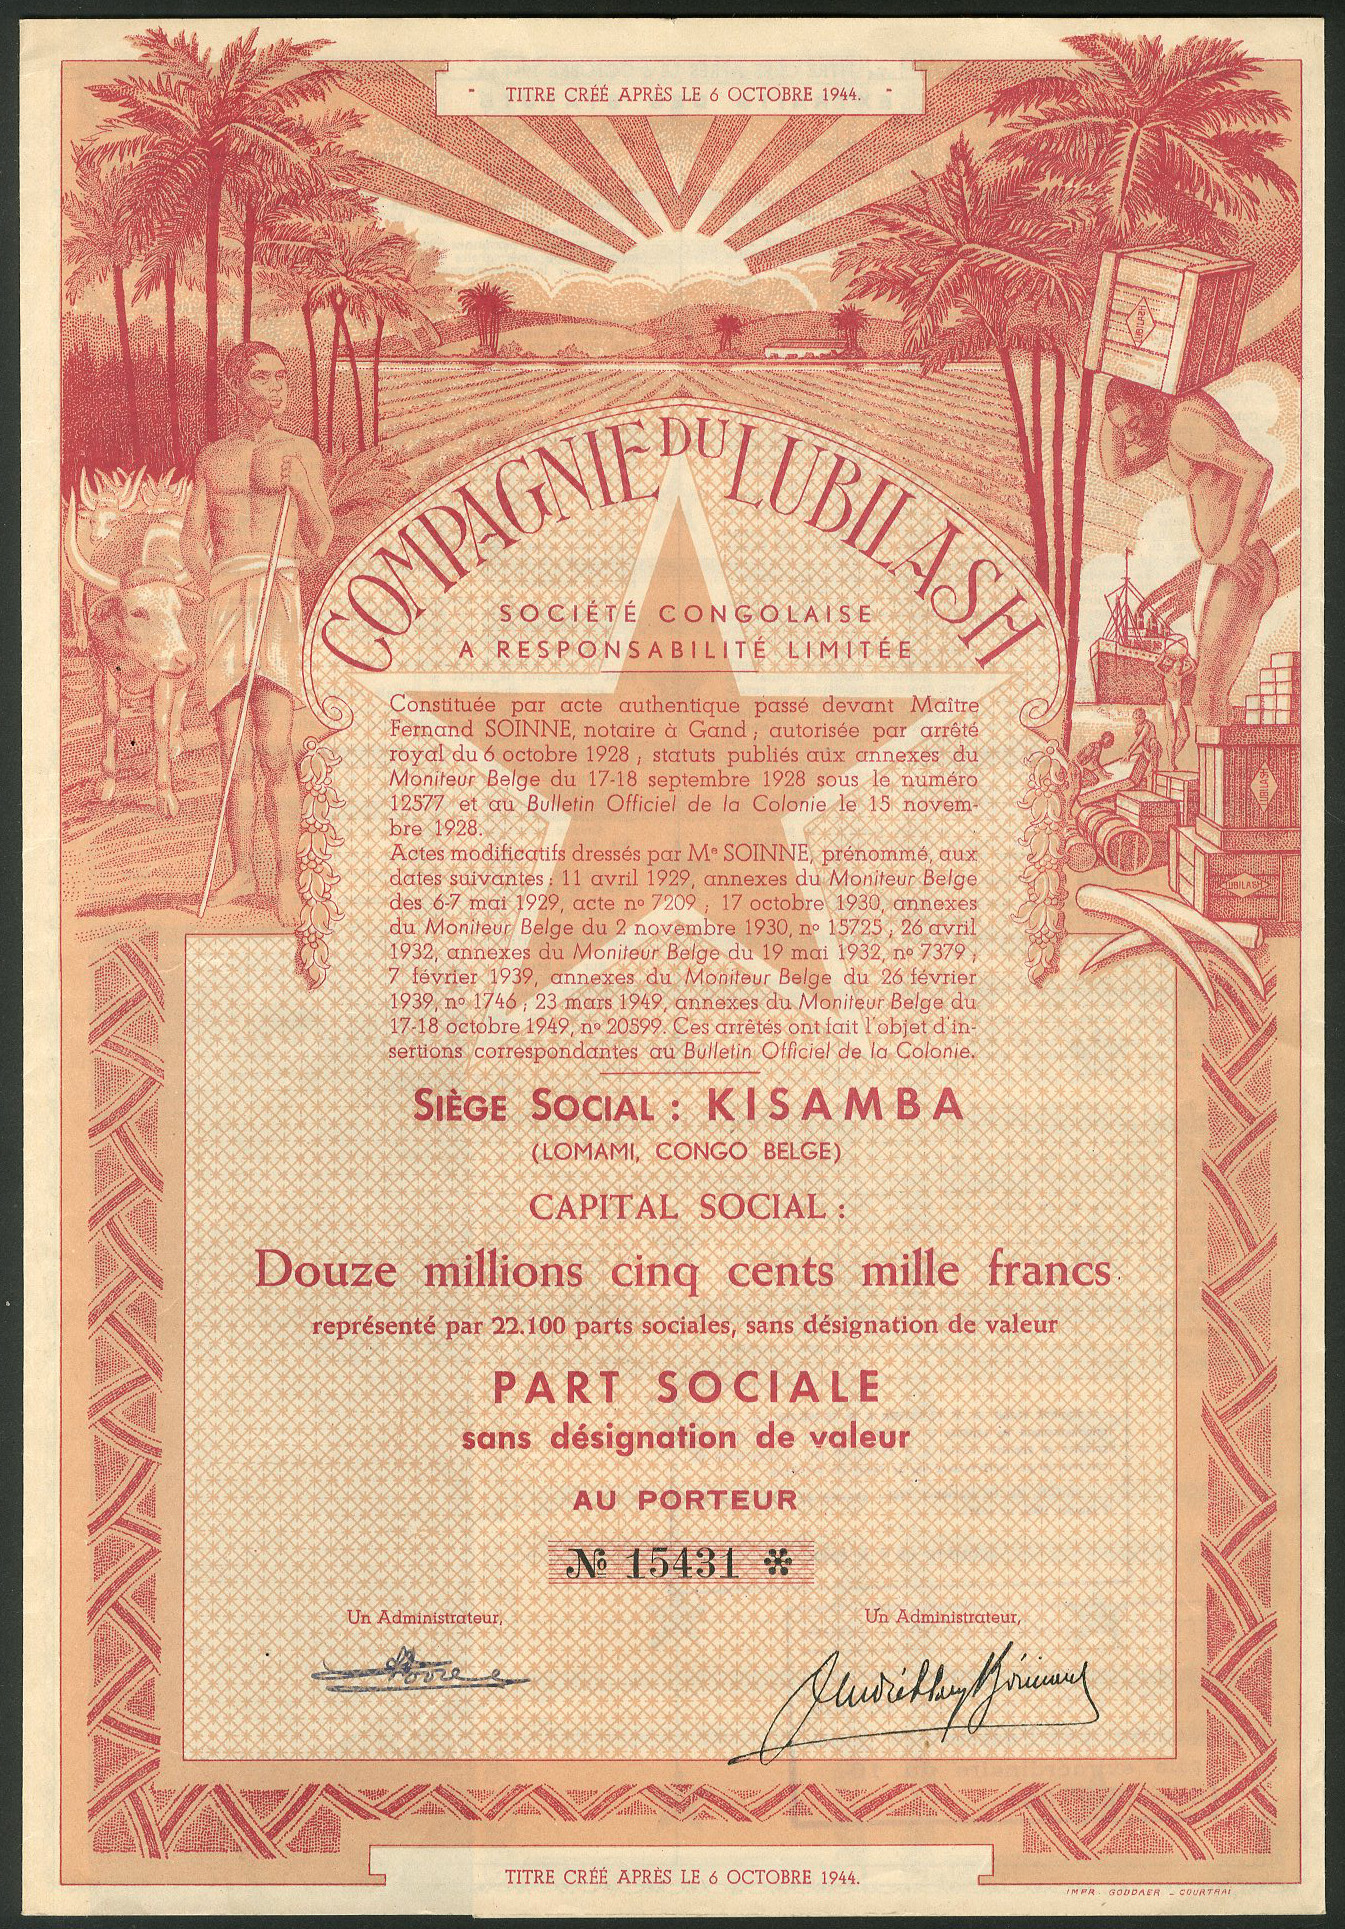 - TITRE CRÉÉ APRÈS LE 6 OCTOBRE 1944. -
COMPAGNIE DU LUBILASH
SOCIÉTÉ CONGOLAISE
A RESPONSABILITÉ LIMITÉE
Constituée par acte authentique passé devant Maître
Fernand SOINNE, notaire à Gand ; autorisée par arrêté
royal du 6 octobre 1928 ; statuts publiés aux annexes du
Moniteur Belge du 17-18 septembre 1928 sous le numéro
12577 et au Bulletin Officiel de la Colonie le 15 novem-
bre 1928.
Actes modificatifs dressés par Me SOINNE, prénommé, aux
dates suivantes : 11 avril 1929, annexes du Moniteur Belge
des 6-7 mai 1929, acte no 7209 ; 17 octobre 1930, annexes
du Moniteur Belge du 2 novembre 1930, no 15725 ; 26 avril
1932, annexes du Moniteur Belge du 19 mai 1932, no 7379 ;
7 février 1939, annexes du Moniteur Belge du 26 février
1939, no 1746 ; 23 mars 1949, annexes du Moniteur Belge du
17-18 octobre 1949, no 20599. Ces arrêtés ont fait l'objet d'in-
sertions correspondantes au Bulletin Officiel de la Colonie.
LUBILASH
LUBILASH
SIÈGE SOCIAL : KISAMBA
(LOMAMI, CONGO BELGE)
CAPITAL SOCIAL :
Douze millions cinq cents mille francs
représenté par 22.100 parts sociales, sans désignation de valeur
PART SOCIALE
sans désignation de valeur
AU PORTEUR
No 15431
Un Administrateur,
Un Administrateur,
TITRE CRÉÉ APRÈS LE 6 OCTOBRE 1944.
IMPR. GODDAER - COURTRAI